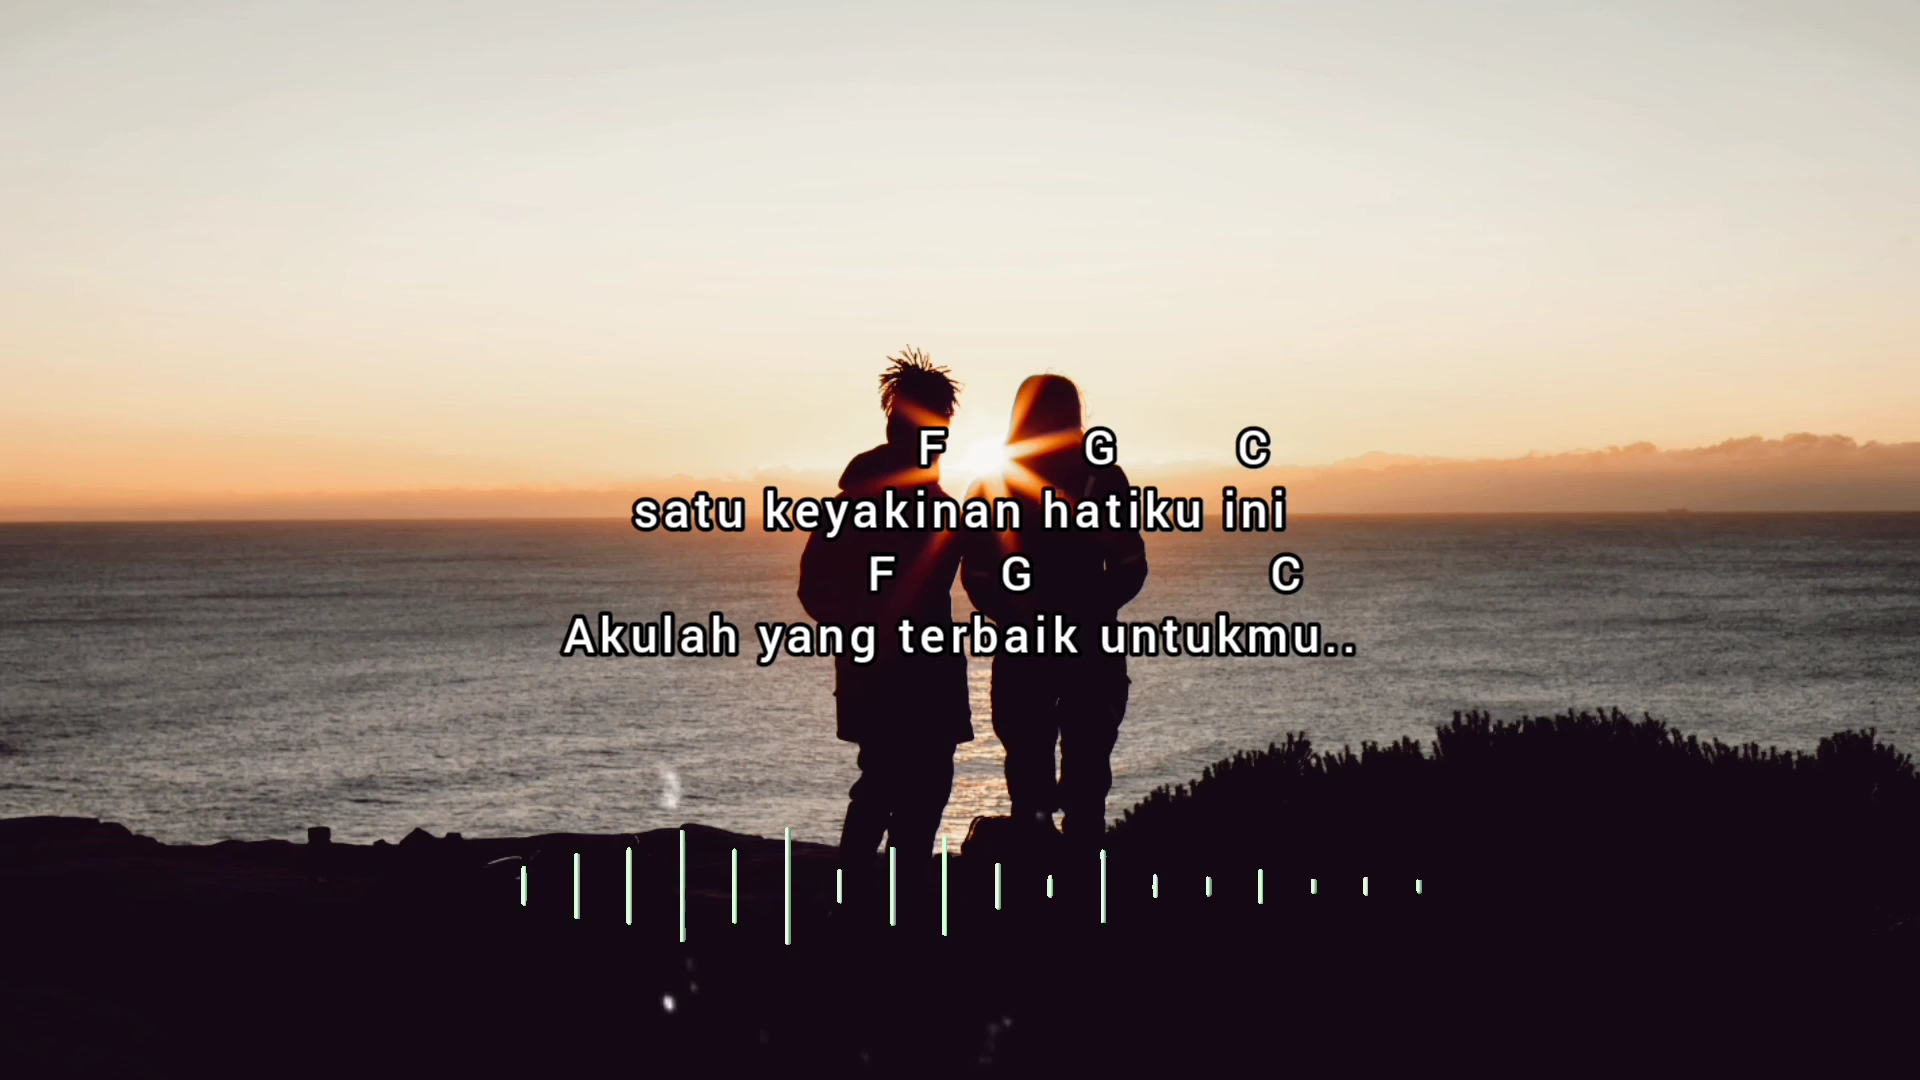 F G C
satu keyakinan hatiku ini
F G C
Akulah yang terbaik untukmu..